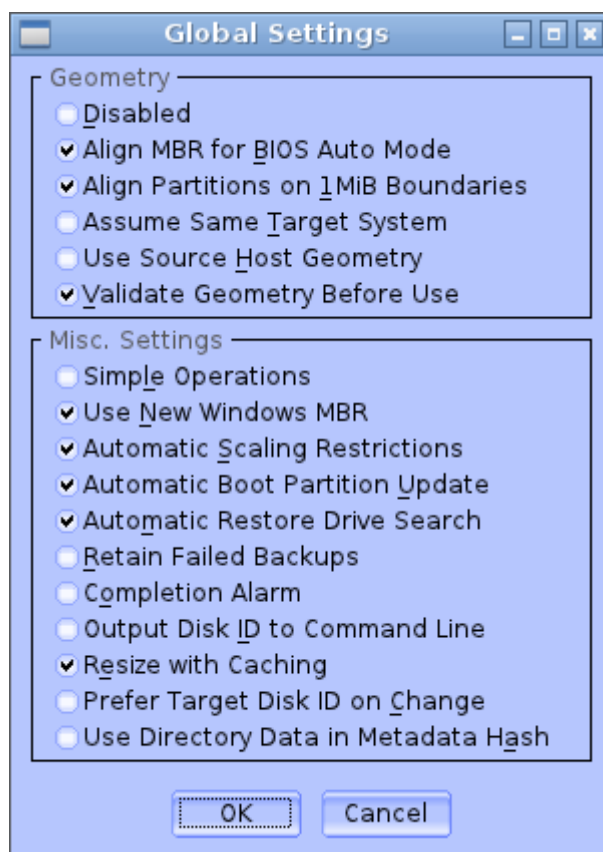 Global Settings
Geometry
Disabled
Align MBR for BIOS Auto Mode
Align Partitions on 1MiB Boundaries
Assume Same Target System
Use Source Host Geometry
Validate Geometry Before Use
Misc. Settings
Simple Operations
Use New Windows MBR
Automatic Scaling Restrictions
Automatic Boot Partition Update
Automatic Restore Drive Search
Retain Failed Backups
Completion Alarm
Output Disk ID to Command Line
Resize with Caching
Prefer Target Disk ID on Change
Use Directory Data in Metadata Hash
OK Cancel